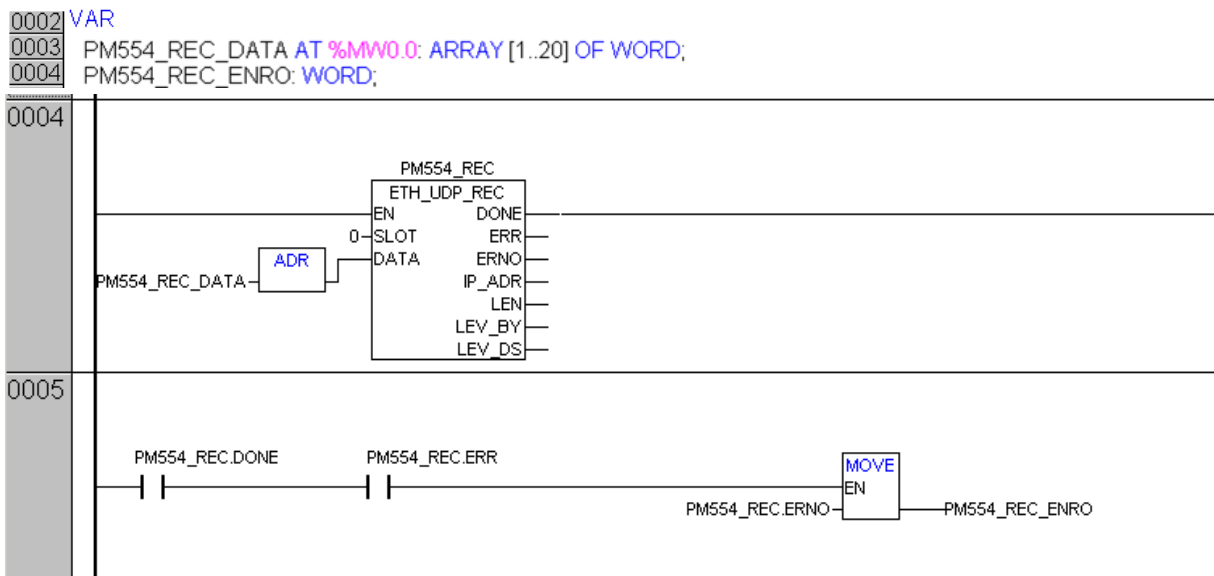 0002 VAR
0003 PM554_REC_DATA AT %MW0.0: ARRAY [1..20] OF WORD;
0004 PM554_REC_ENRO: WORD;
0004
PM554_REC
ETH_UDP_REC
EN DONE
0 SLOT ERR
ADR DATA ERNO
PM554_REC_DATA IP_ADR
LEN
LEV_BY
LEV_DS
0005
PM554_REC.DONE PM554_REC.ERR
MOVE
EN
PM554_REC.ERNO PM554_REC_ENRO